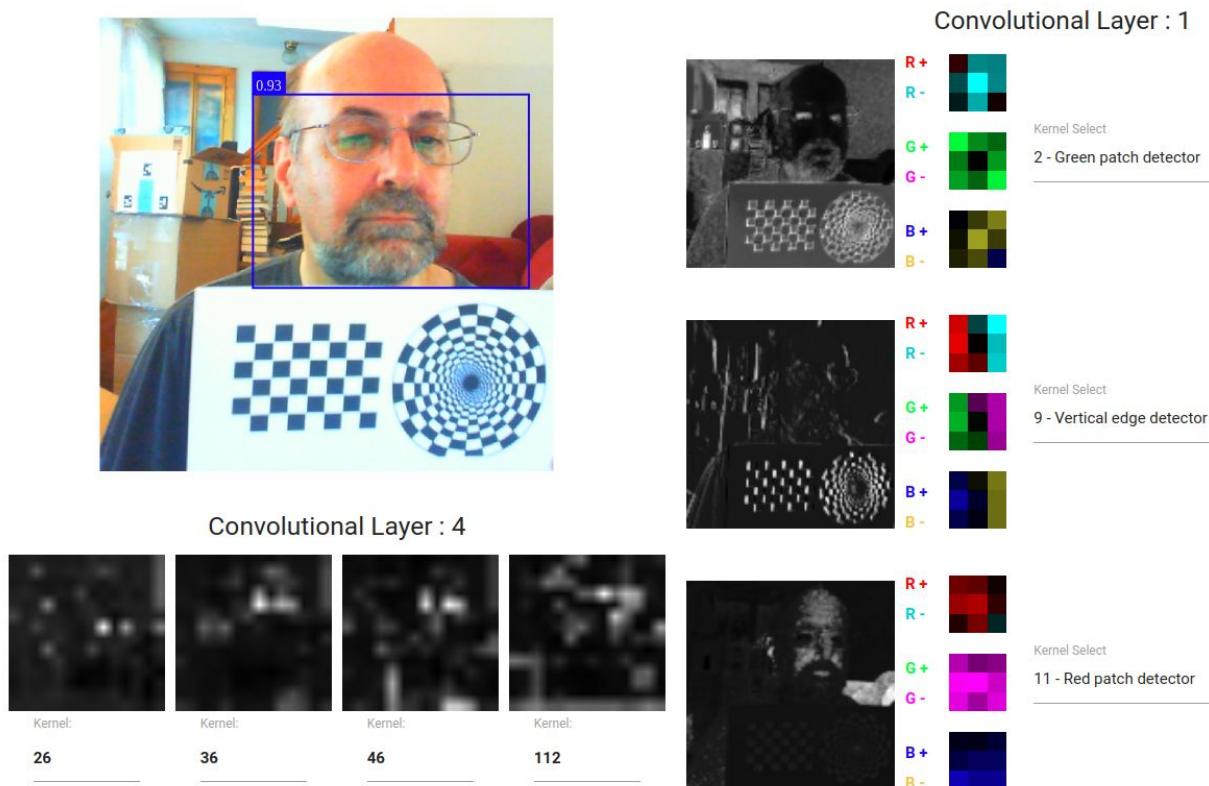 0.93
Convolutional Layer : 4
Kernel:
26
Kernel:
36
Kernel:
46
Kernel:
112
Convolutional Layer : 1
R +
R -
G +
G -
B +
B -
Kernel Select
2 - Green patch detector
R +
R -
G +
G -
B +
B -
Kernel Select
9 - Vertical edge detector
R +
R -
G +
G -
B +
B -
Kernel Select
11 - Red patch detector